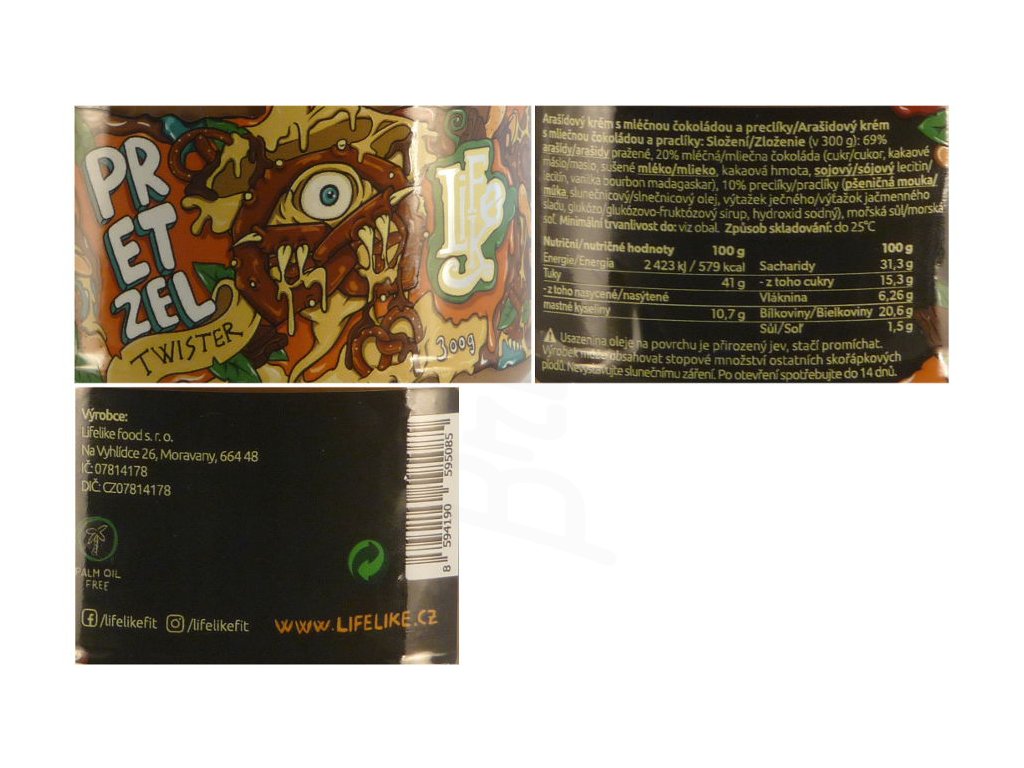 PR
ET
ZEL
TWISTER
LifeLike
300g
Arašídový krém s mléčnou čokoládou a preclíky/Arašidový krém
s mliečnou čokoládou a praclíky: Složení/Zloženie (v 300 g): 69%
arašídy/arašidy pražené, 20% mléčná/mliečna čokoláda (cukr/cukor, kakaové
máslo/maslo, sušené mléko/mlieko, kakaová hmota, sojový/sójový lecitin/
lecitín, vanilka bourbon madagaskar), 10% preclíky/praclíky (pšeničná mouka/
múka, slunečnicový/slnečnicový olej, výtažek ječného/výtažok jačmenného
sladu, glukózo/glukózovo-fruktózový sirup, hydroxid sodný), mořská sůl/morská
soľ. Minimální trvanlivost do: viz obal. Způsob skladování: do 25°C
Nutriční/nutričné hodnoty 100 g 100 g
Energie/Energia 2 423 kJ / 579 kcal Sacharidy 31,3 g
Tuky 41 g - z toho cukry 15,3 g
- z toho nasycené/nasýtené Vláknina 6,26 g
mastné kyseliny 10,7 g Bílkoviny/Bielkoviny 20,6 g
Sůl/Soľ 1,5 g
Usazenina oleje na povrchu je přirozený jev, stačí promíchat.
Výrobek může obsahovat stopové množství ostatních skořápkových
plodů. Nevystavujte slunečnímu záření. Po otevření spotřebujte do 14 dnů.
Výrobce:
Lifelike food s. r. o.
Na Vyhlídce 26, Moravany, 664 48
IČ: 07814178
DIČ: CZ07814178
PALM OIL
FREE
/lifelikefit /lifelikefit
WWW.LIFELIKE.CZ
8 594190 595085